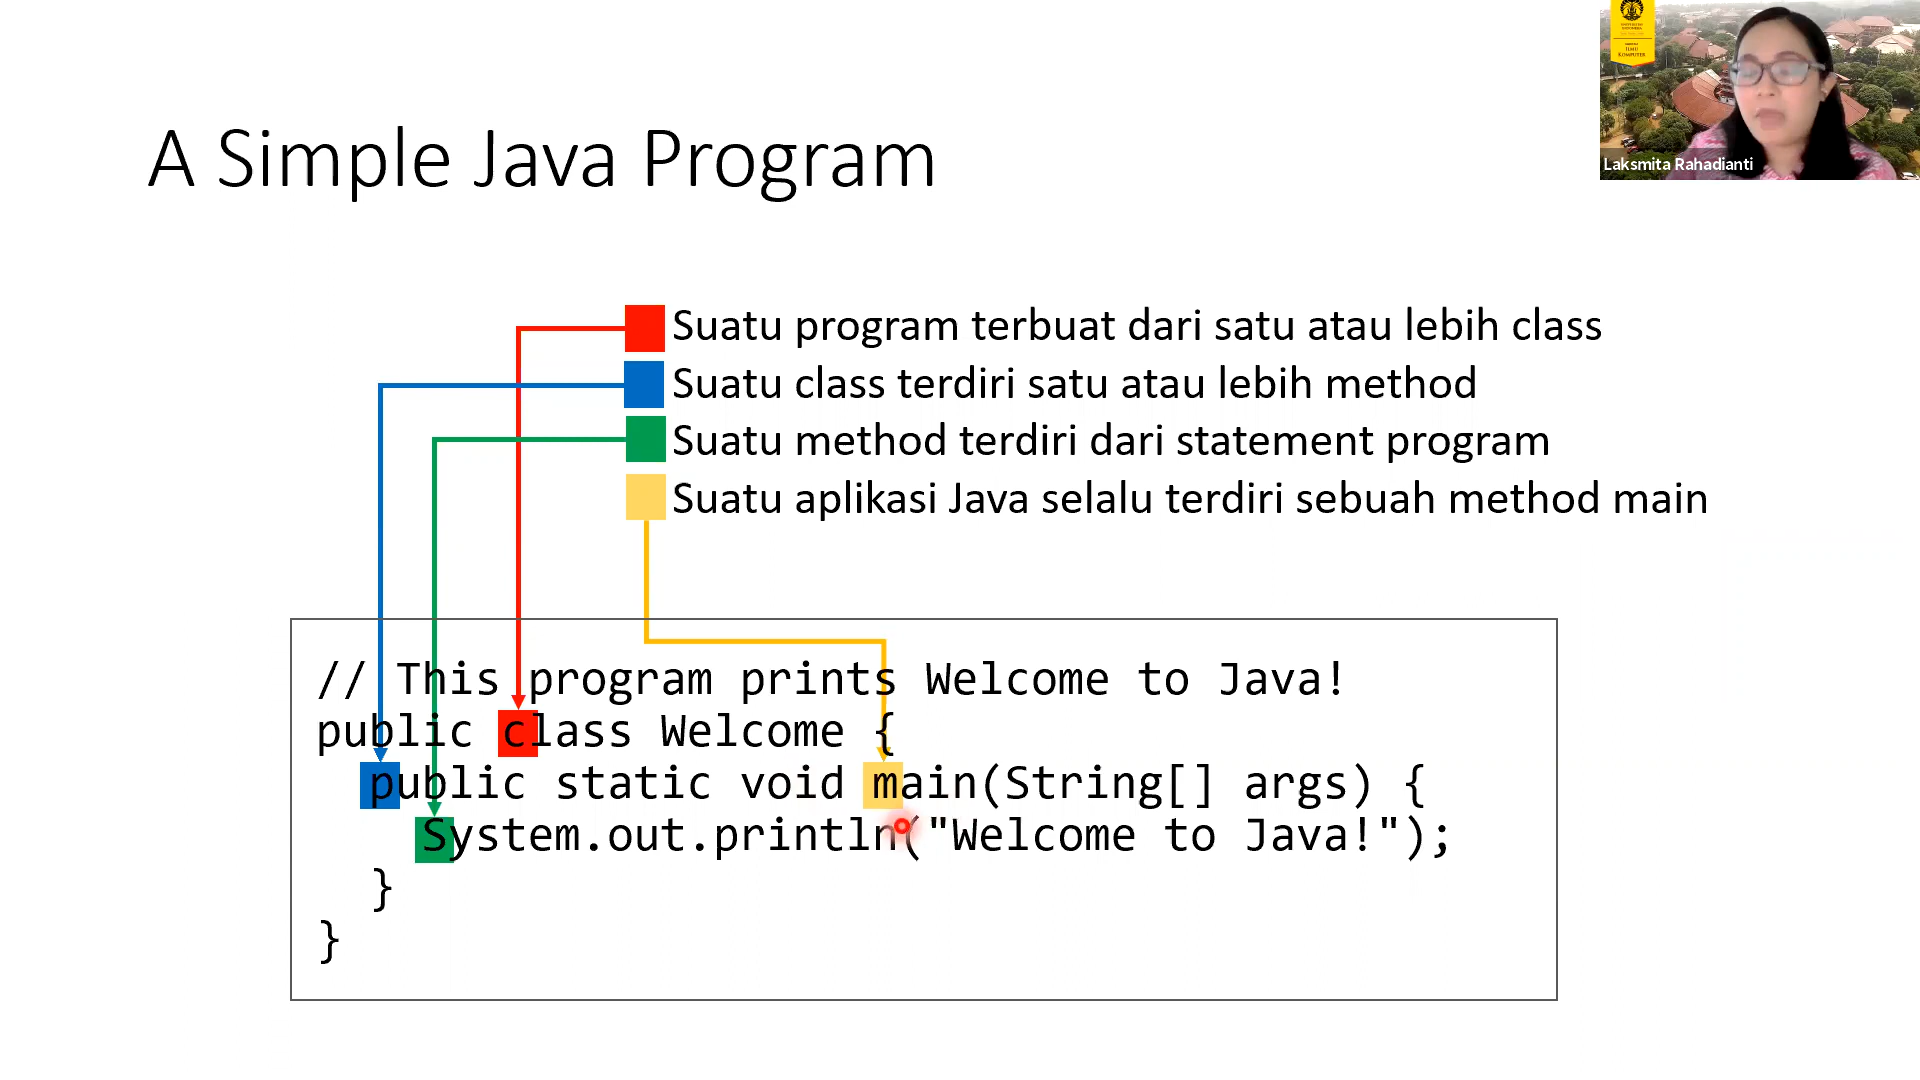 A Simple Java Program
ILMU
KOMPUTER
Laksmita Rahadianti
Suatu program terbuat dari satu atau lebih class
Suatu class terdiri satu atau lebih method
Suatu method terdiri dari statement program
Suatu aplikasi Java selalu terdiri sebuah method main
// This program prints Welcome to Java!
public class Welcome {
public static void main(String[] args) {
System.out.println("Welcome to Java!");
}
}